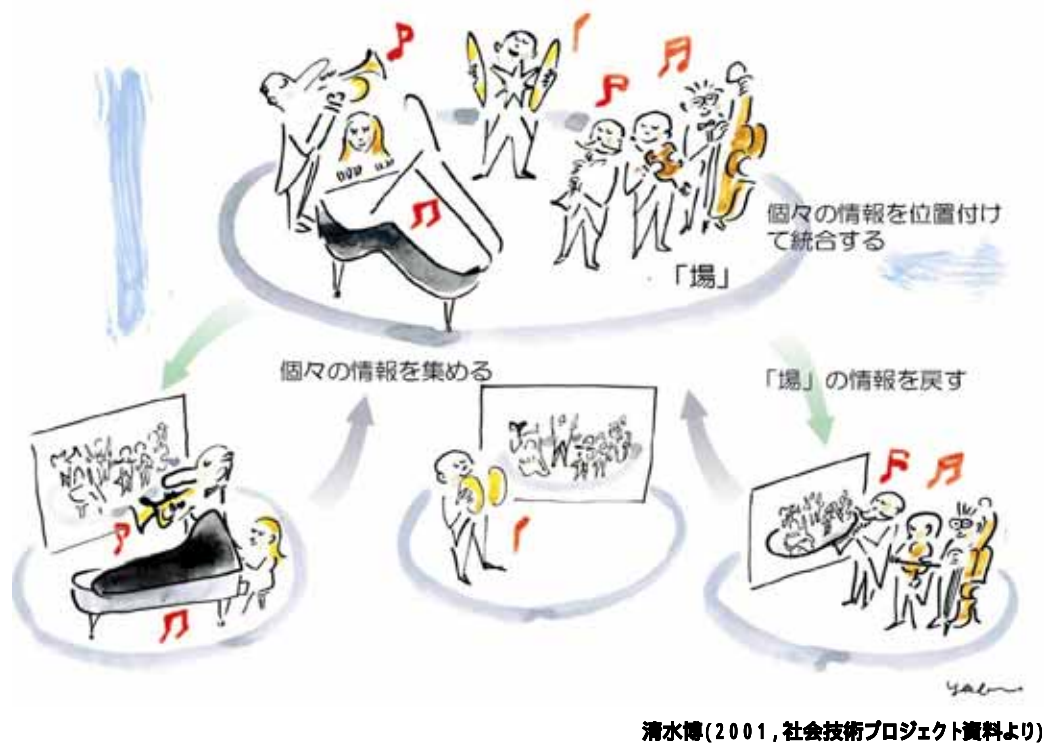 個々の情報を位置付け
て統合する
「場」
個々の情報を集める
「場」の情報を戻す
清水博(2001,社会技術プロジェクト資料より)